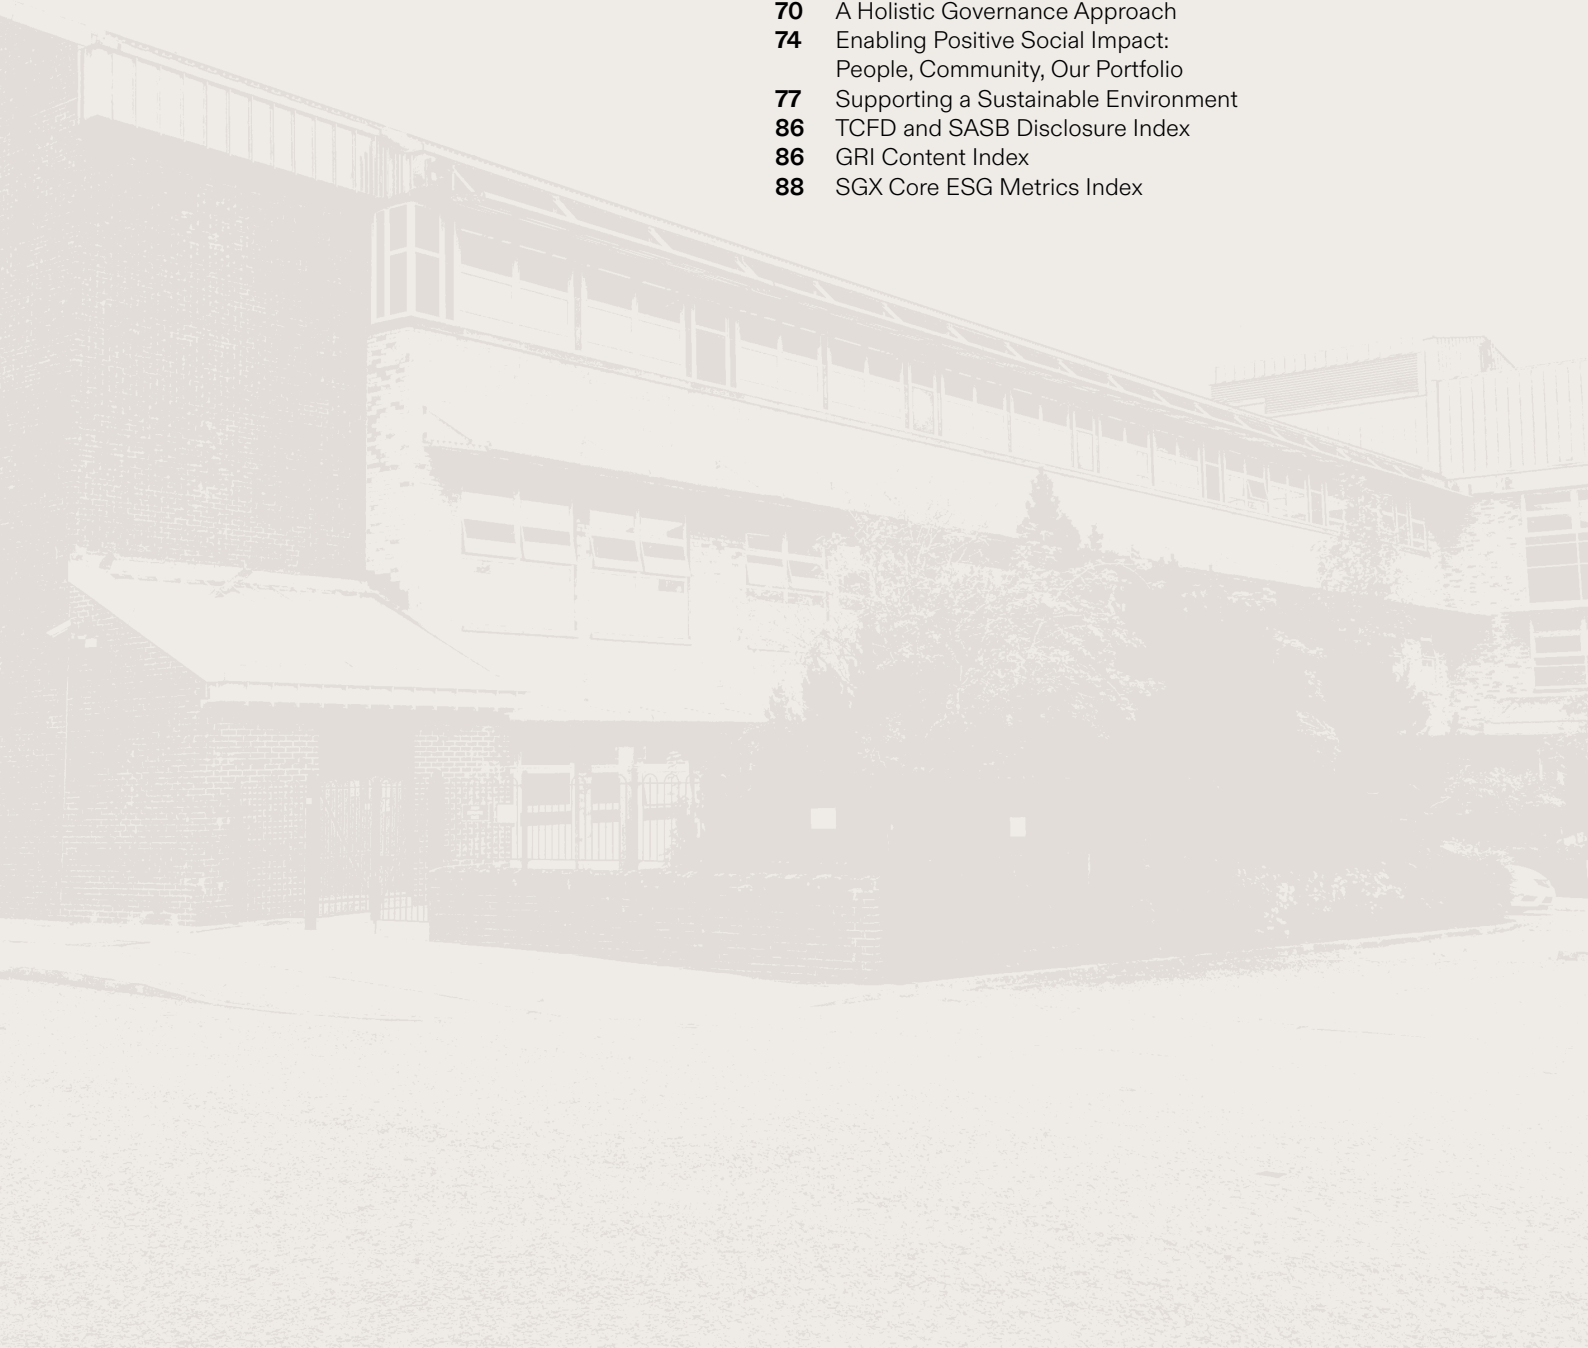 70 A Holistic Governance Approach
74 Enabling Positive Social Impact:
People, Community, Our Portfolio
77 Supporting a Sustainable Environment
86 TCFD and SASB Disclosure Index
86 GRI Content Index
88 SGX Core ESG Metrics Index